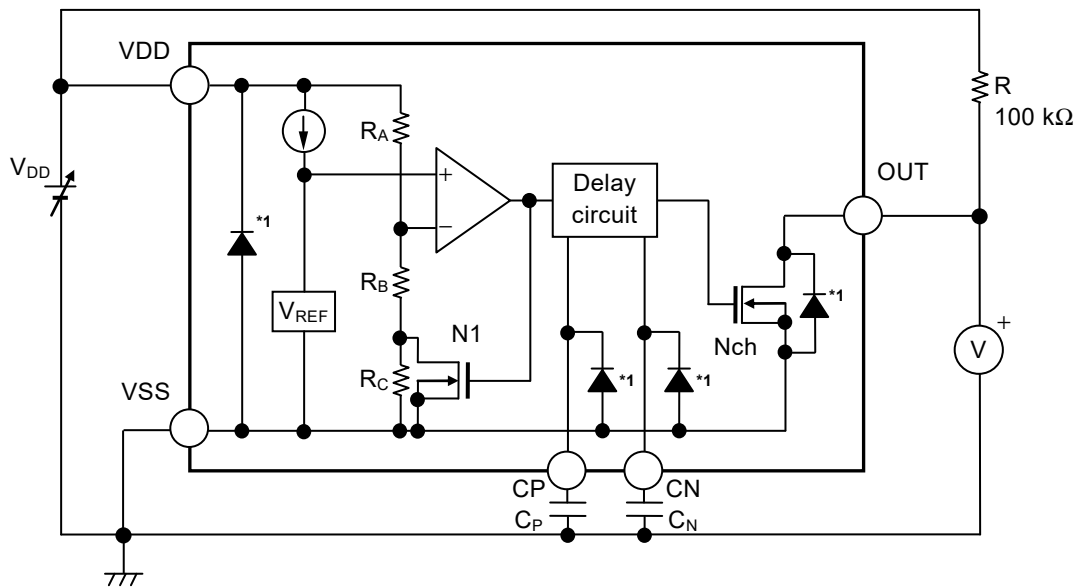 VDD
R
100 kΩ
*1
R_A
V_DD
+
−
Delay
circuit
OUT
*1
R_B
V_REF
N1
Nch
+
V
R_C
*1
*1
VSS
CP
CN
C_P
C_N